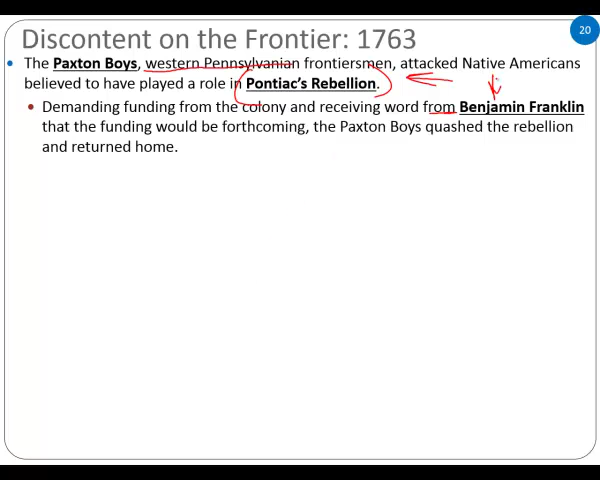 20
Discontent on the Frontier: 1763
• The Paxton Boys, western Pennsylvanian frontiersmen, attacked Native Americans
believed to have played a role in Pontiac's Rebellion.
• Demanding funding from the colony and receiving word from Benjamin Franklin
that the funding would be forthcoming, the Paxton Boys quashed the rebellion
and returned home.